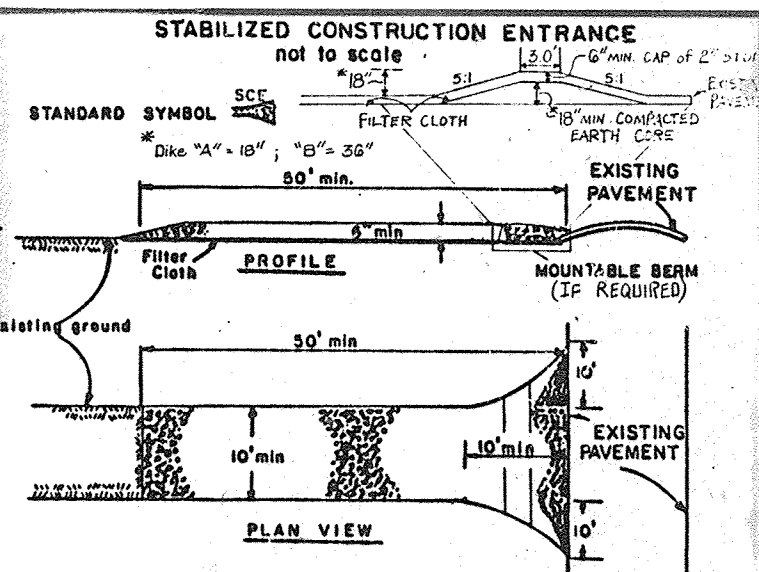 STABILIZED CONSTRUCTION ENTRANCE
not to scale
3.0'
6" MIN. CAP of 2"
*18"
5:1
5:1
STANDARD SYMBOL
SCE
FILTER CLOTH
*18" MIN. COMPACTED
EARTH CORE
* Dike "A" = 18" ; "B" = 36"
50' min.
EXISTING
PAVEMENT
6" min
Filter
Cloth
PROFILE
MOUNTABLE BERM
(IF REQUIRED)
xisting ground
50' min
10'
10' min
10' min
EXISTING
PAVEMENT
10'
PLAN VIEW